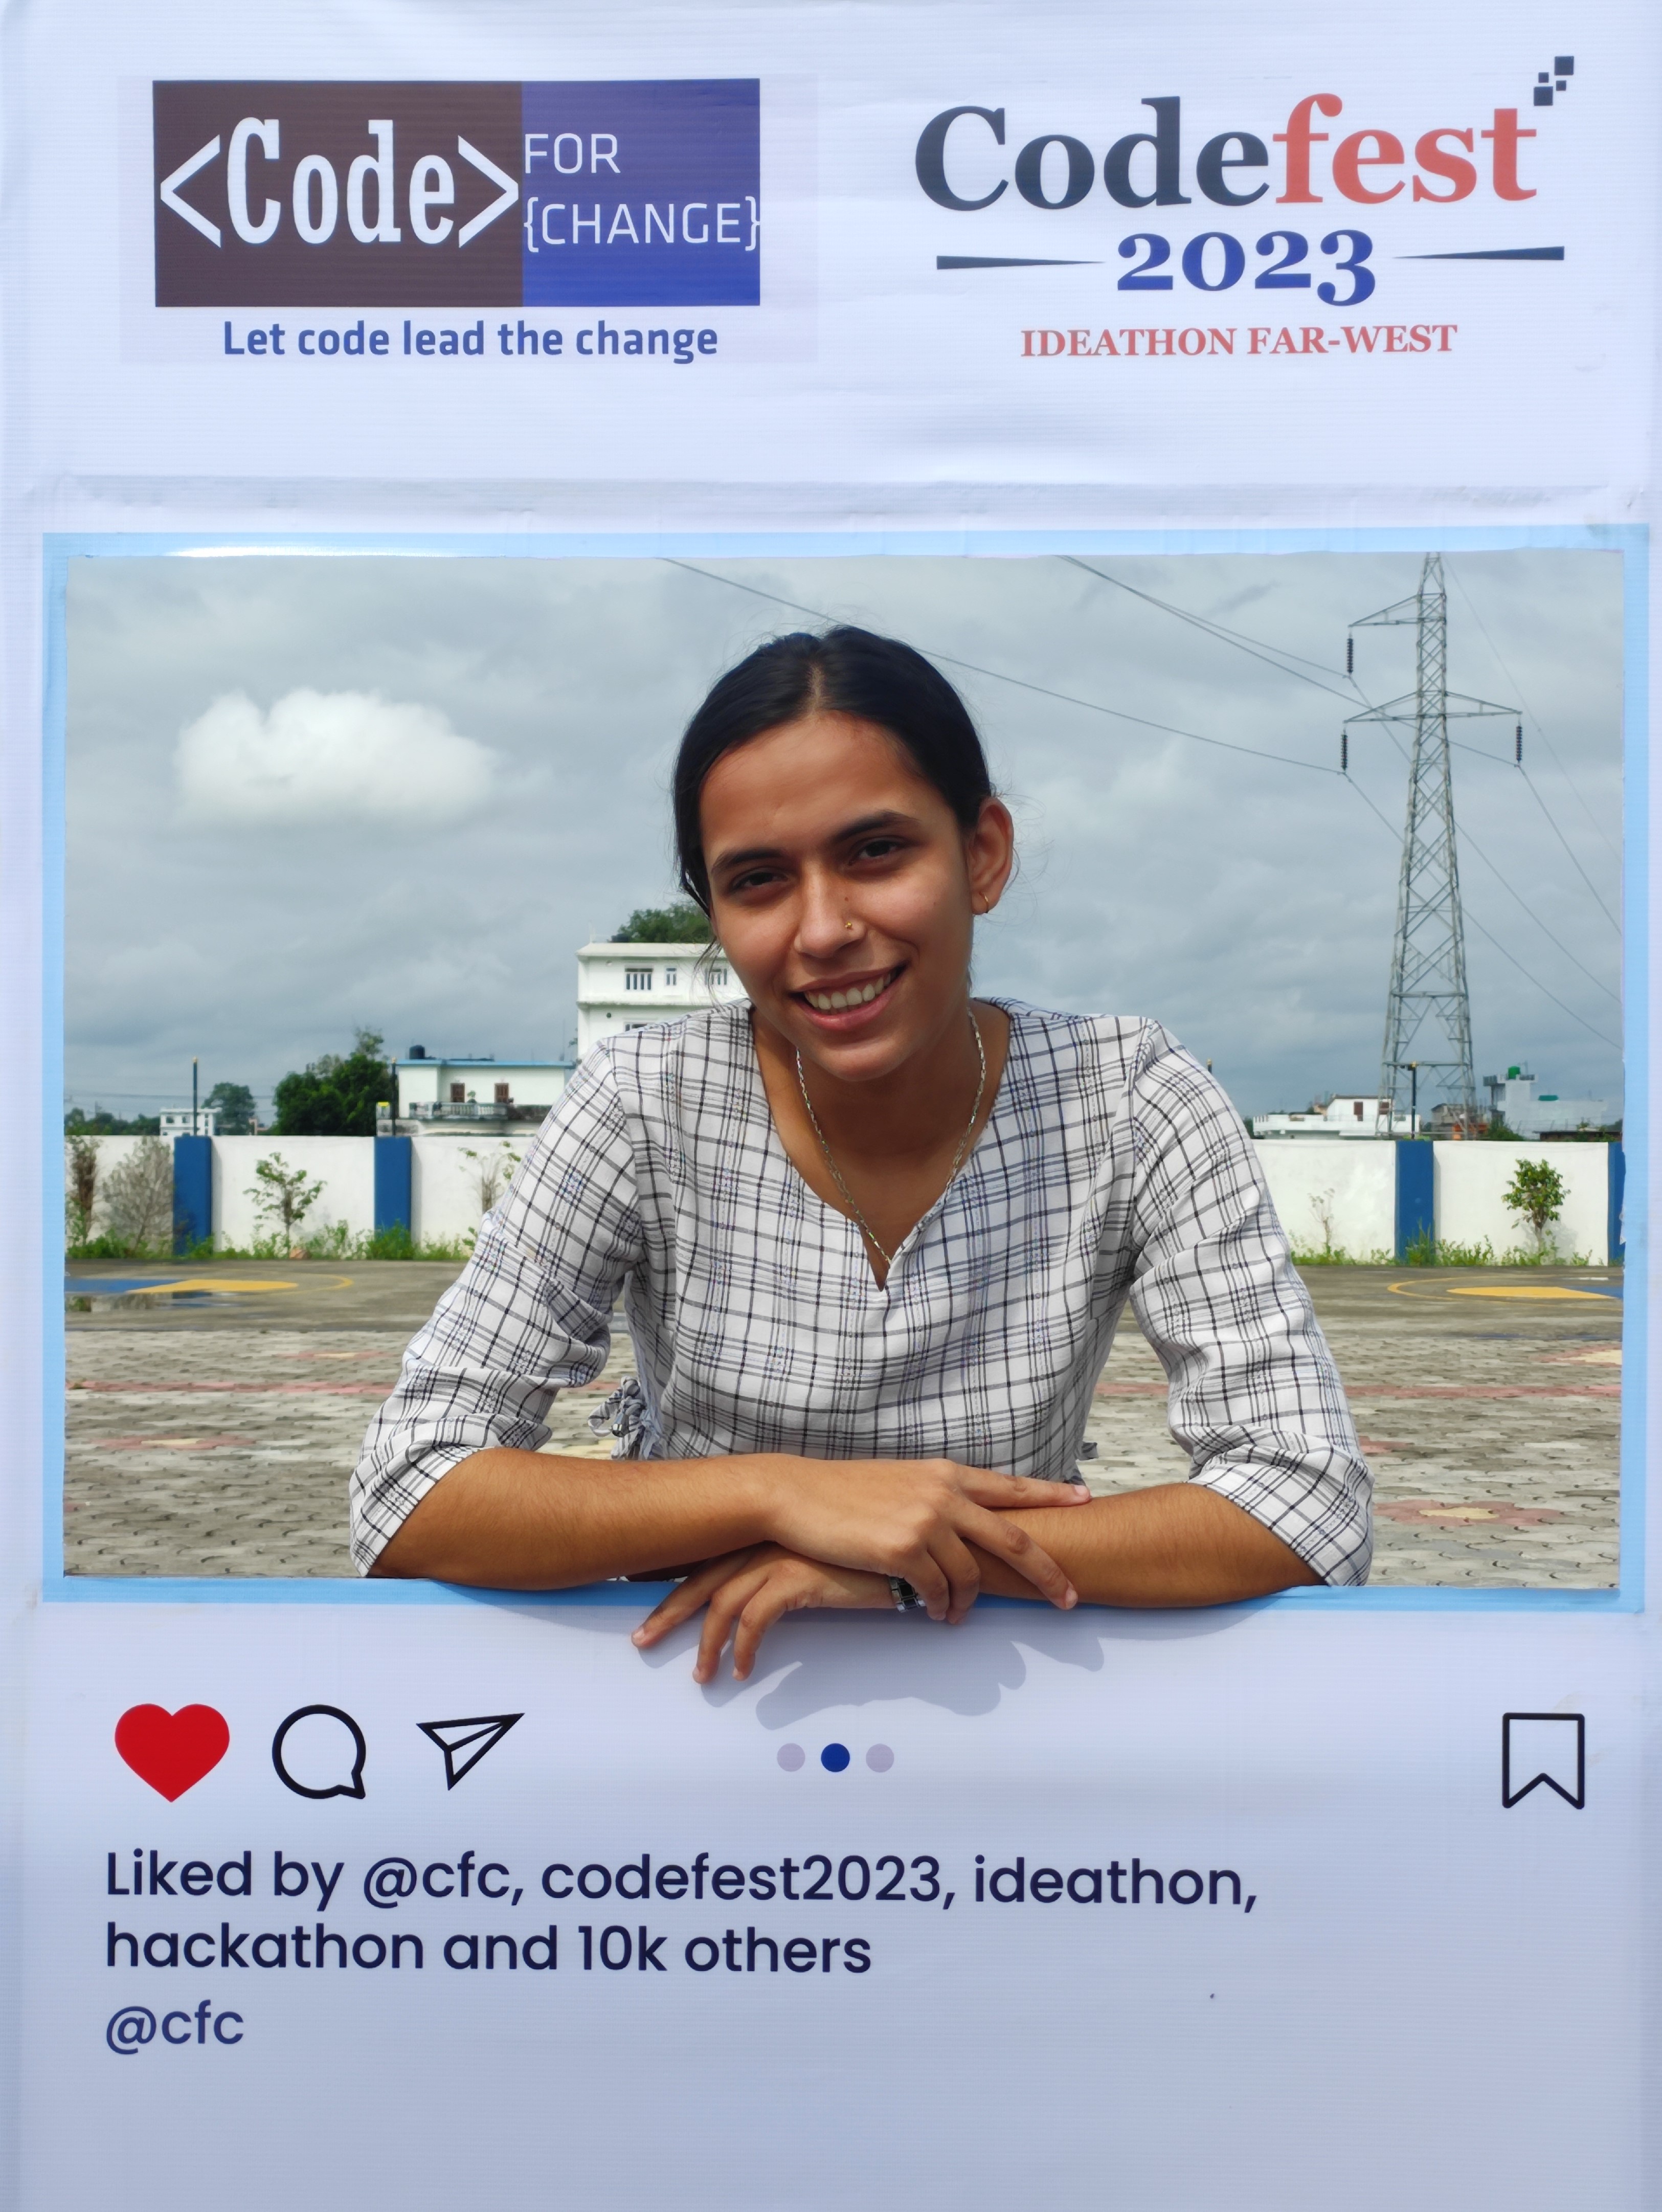 <Code> FOR
{CHANGE}
Let code lead the change
Codefest
2023
IDEATHON FAR-WEST
Liked by @cfc, codefest2023, ideathon,
hackathon and 10k others
@cfc